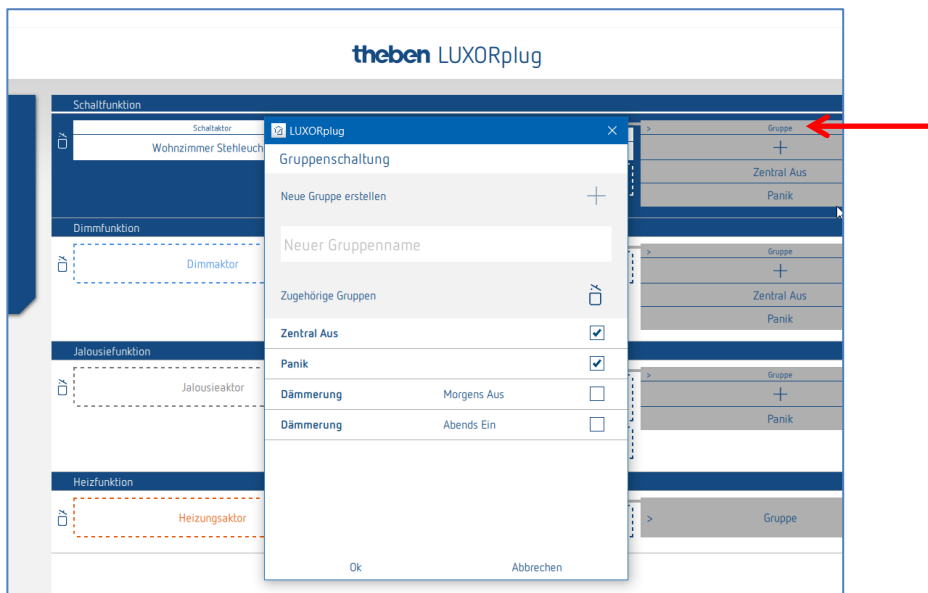 theben LUXORplug
Schaltfunktion
Schaltaktor
Wohnzimmer Stehleuch
> Gruppe
+
Zentral Aus
Panik
LUXORplug
Gruppenschaltung
Neue Gruppe erstellen
Neuer Gruppenname
Zugehörige Gruppen
Zentral Aus
Panik
Dämmerung Morgens Aus
Dämmerung Abends Ein
Ok Abbrechen
Dimmfunktion
Dimmaktor
> Gruppe
+
Zentral Aus
Panik
Jalousiefunktion
Jalousieaktor
> Gruppe
+
Panik
Heizfunktion
Heizungsaktor
> Gruppe